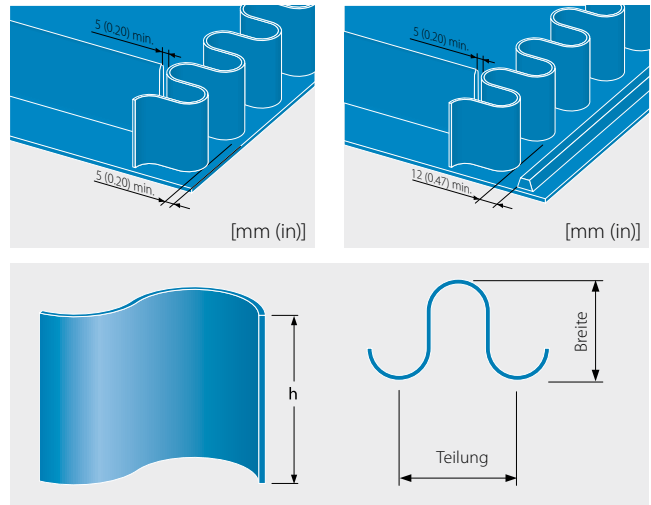 5 (0.20) min.
5 (0.20) min.
[mm (in)]
5 (0.20) min.
12 (0.47) min.
[mm (in)]
h
Breite
Teilung